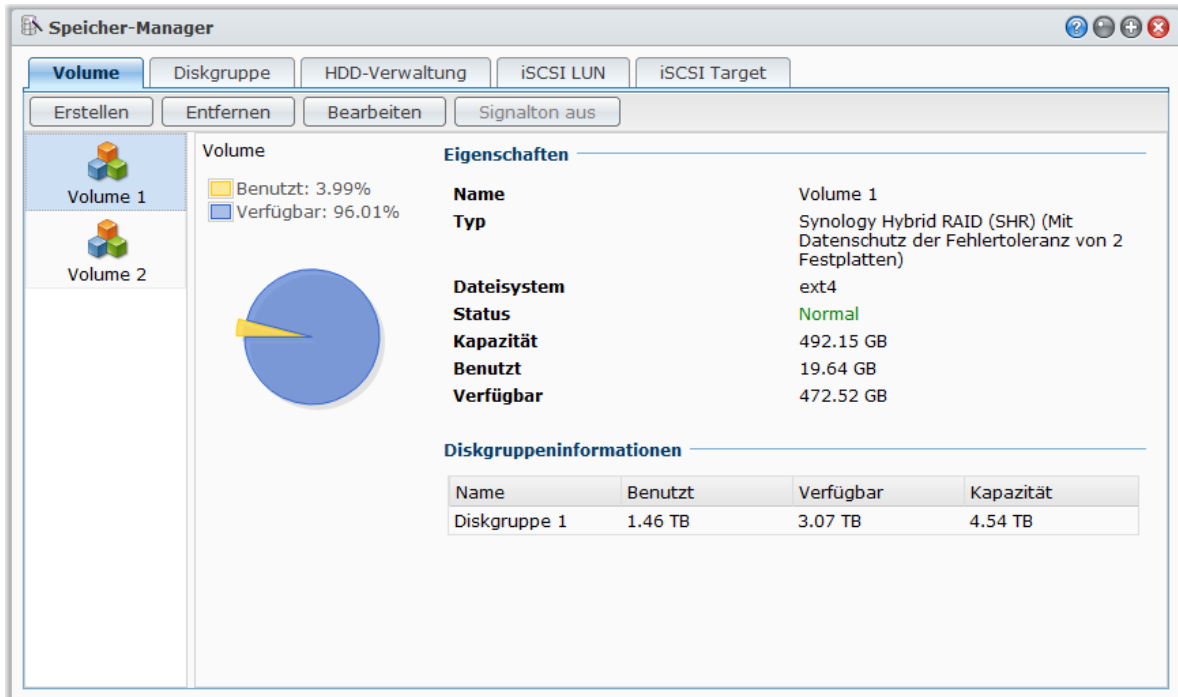 Speicher-Manager
Volume Diskgruppe HDD-Verwaltung iSCSI LUN iSCSI Target
Erstellen Entfernen Bearbeiten Signalton aus
Volume 1
Volume 2
Volume
Benutzt: 3.99%
Verfügbar: 96.01%
Eigenschaften
Name Volume 1
Typ Synology Hybrid RAID (SHR) (Mit
Datenschutz der Fehlertoleranz von 2
Festplatten)
Dateisystem ext4
Status Normal
Kapazität 492.15 GB
Benutzt 19.64 GB
Verfügbar 472.52 GB
Diskgruppeninformationen
Name Benutzt Verfügbar Kapazität
Diskgruppe 1 1.46 TB 3.07 TB 4.54 TB